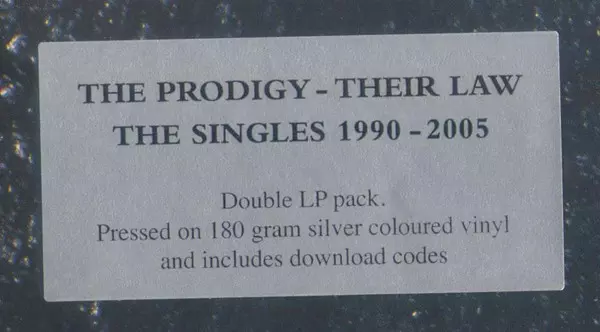 THE PRODIGY - THEIR LAW
THE SINGLES 1990 - 2005
Double LP pack.
Pressed on 180 gram silver coloured vinyl
and includes download codes